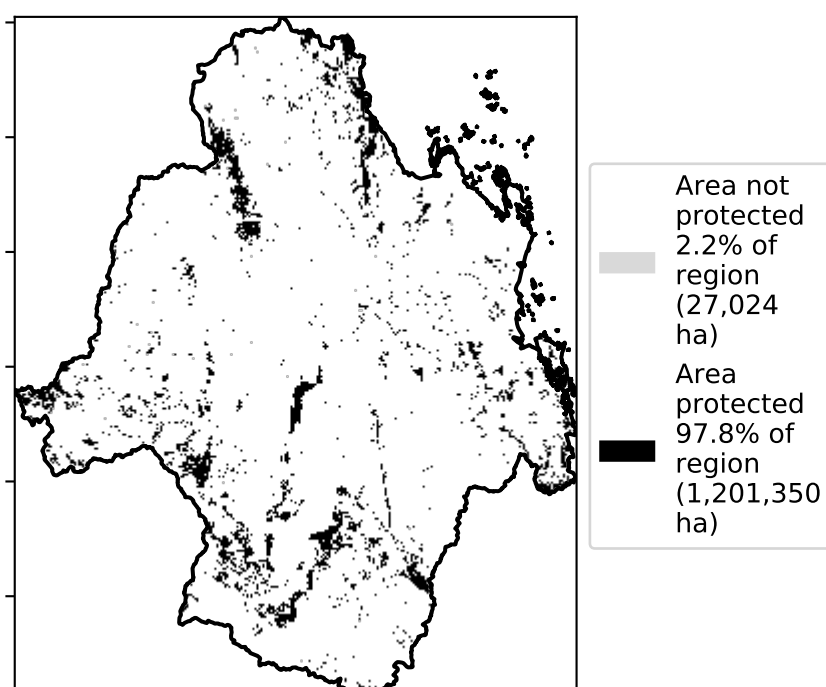 Area not
protected
2.2% of
region
(27,024
ha)
Area
protected
97.8% of
region
(1,201,350
ha)